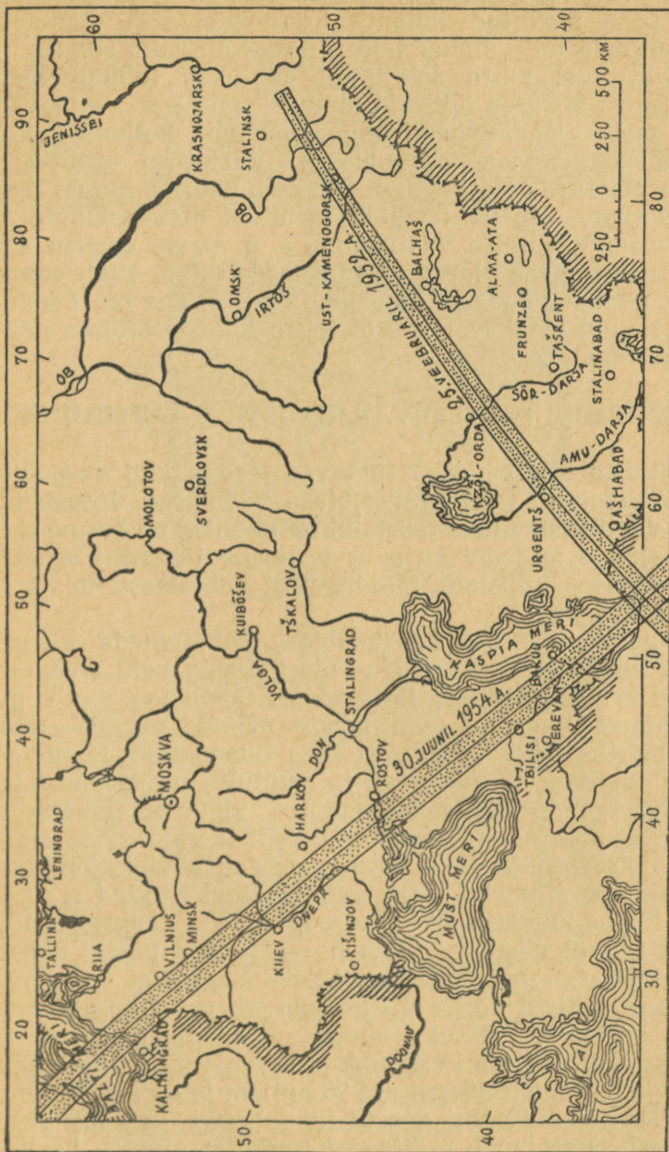 60
50
40
JENISSEI
KRASNOJARSK
STALINSK
OB
OB
OMSK
IRTÕŠ
UST-KAMENOGORSK
25. VEEBRUARIL 1952. A.
BALHAŠ
ALMA-ATA
FRUNZE
TAŠKENT
STALINABAD
SÕR-DARJA
AMU-DARJA
KZÕL-ORDA
URGENTŠ
AŠHABAD
250 0 250 500 KM
MOLOTOV
SVERDLOVSK
KUIBÕŠEV
TŠKALOV
VOLGA
STALINGRAD
KASPIA MERI
BAKUU
JEREVAN
TBILISI
30. JUUNIL 1954. A.
MOSKVA
DON
HARKOV
ROSTOV
LENINGRAD
TALLINN
RIIA
VILNIUS
MINSK
KIIEV
DNEPR
KIŠINJOV
MUST MERI
BALTI MERI
KALININGRAD
DOONAU
20
30
40
50
60
70
80
90
50
40
30
40
50
60
70
80